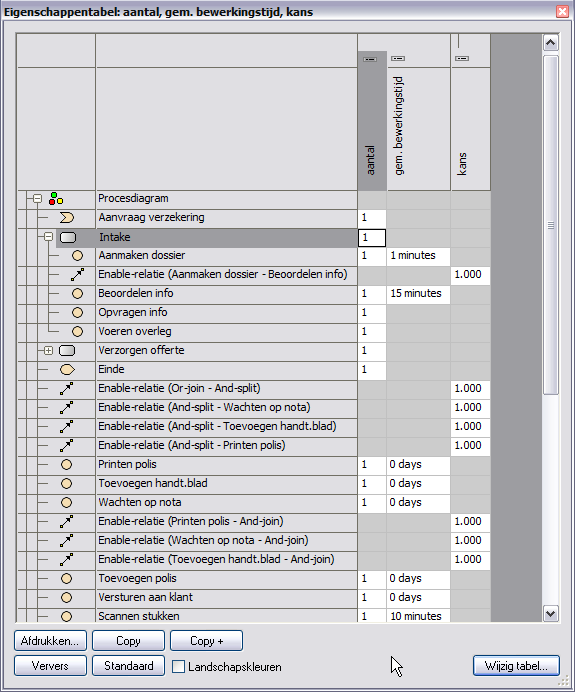 Eigenschappentabel: aantal, gem. bewerkingstijd, kans
aantal gem. bewerkingstijd kans
Procesdiagram
Aanvraag verzekering 1
Intake 1
Aanmaken dossier 1 1 minutes
Enable-relatie (Aanmaken dossier - Beoordelen info) 1.000
Beoordelen info 1 15 minutes
Opvragen info 1
Voeren overleg 1
Verzorgen offerte 1
Einde 1
Enable-relatie (Or-join - And-split) 1.000
Enable-relatie (And-split - Wachten op nota) 1.000
Enable-relatie (And-split - Toevoegen handt.blad) 1.000
Enable-relatie (And-split - Printen polis) 1.000
Printen polis 1 0 days
Toevoegen handt.blad 1 0 days
Wachten op nota 1 0 days
Enable-relatie (Printen polis - And-join) 1.000
Enable-relatie (Wachten op nota - And-join) 1.000
Enable-relatie (Toevoegen handt.blad - And-join) 1.000
Toevoegen polis 1 0 days
Versturen aan klant 1 0 days
Scannen stukken 1 10 minutes
Afdrukken... Copy Copy +
Ververs Standaard Landschapskleuren Wijzig tabel...